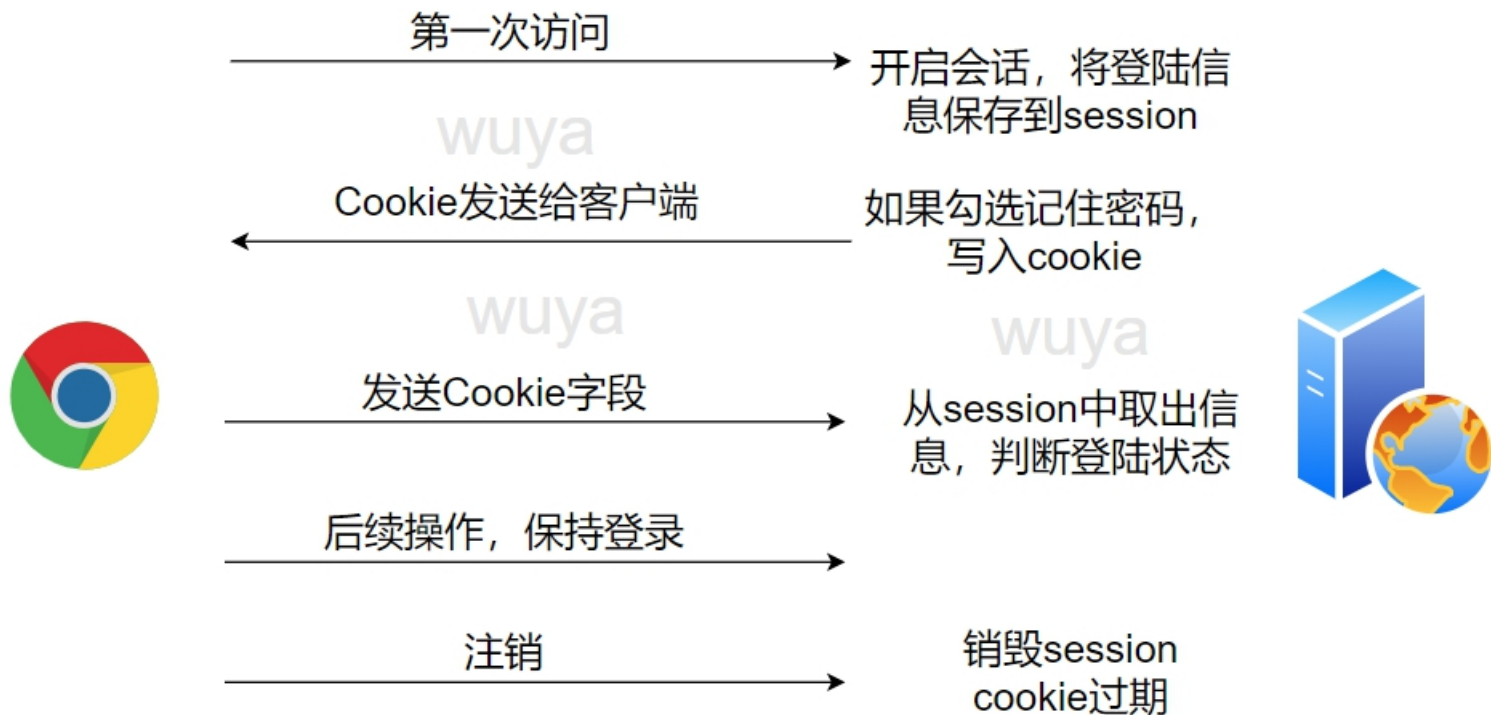 第一次访问
开启会话，将登陆信
息保存到session
wuya
Cookie发送给客户端
如果勾选记住密码，
写入cookie
wuya
wuya
发送Cookie字段
从session中取出信
息，判断登陆状态
后续操作，保持登录
注销
销毁session
cookie过期